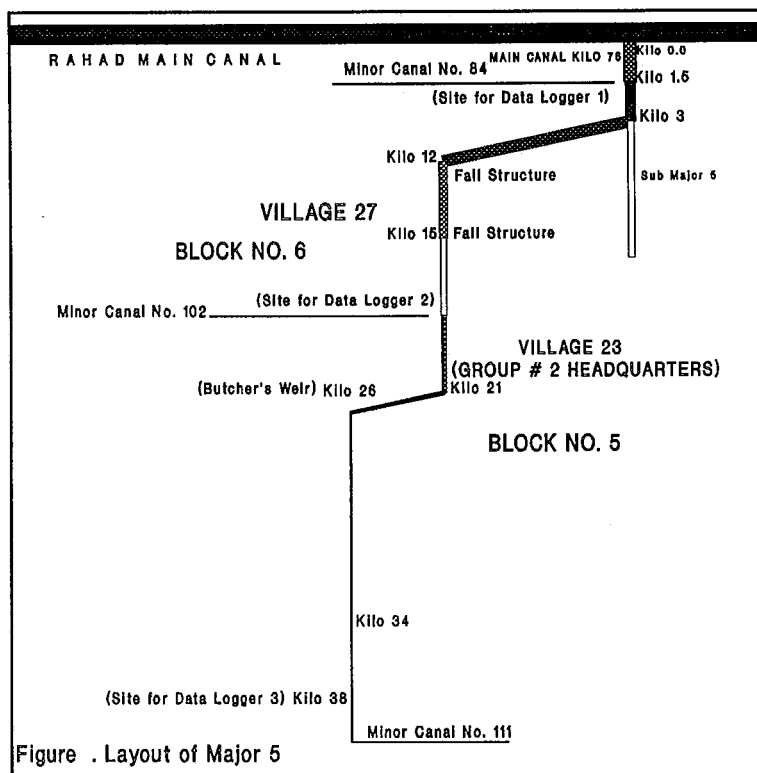 RAHAD MAIN CANAL
MAIN CANAL KILO 76
Kilo 0.0
Minor Canal No. 84
Kilo 1.5
(Site for Data Logger 1)
Kilo 3
Kilo 12
Fall Structure
Sub Major 5
VILLAGE 27
Kilo 15
Fall Structure
BLOCK NO. 6
(Site for Data Logger 2)
Minor Canal No. 102
VILLAGE 23
(GROUP # 2 HEADQUARTERS)
(Butcher's Weir) Kilo 26
Kilo 21
BLOCK NO. 5
Kilo 34
(Site for Data Logger 3) Kilo 38
Minor Canal No. 111
Figure . Layout of Major 5